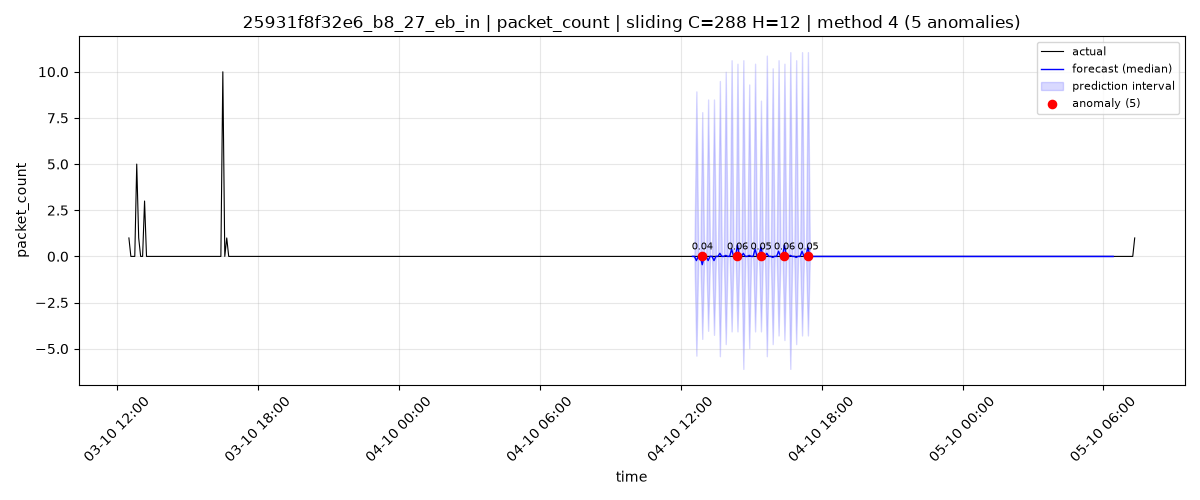 25931f8f32e6_b8_27_eb_in | packet_count | sliding C=288 H=12 | method 4 (5 anomalies)
actual
forecast (median)
prediction interval
anomaly (5)
packet_count
10.0
7.5
5.0
2.5
0.0
−2.5
−5.0
0.04 0.06 0.05 0.06 0.05
03-10 12:00
03-10 18:00
04-10 00:00
04-10 06:00
04-10 12:00
04-10 18:00
05-10 00:00
05-10 06:00
time